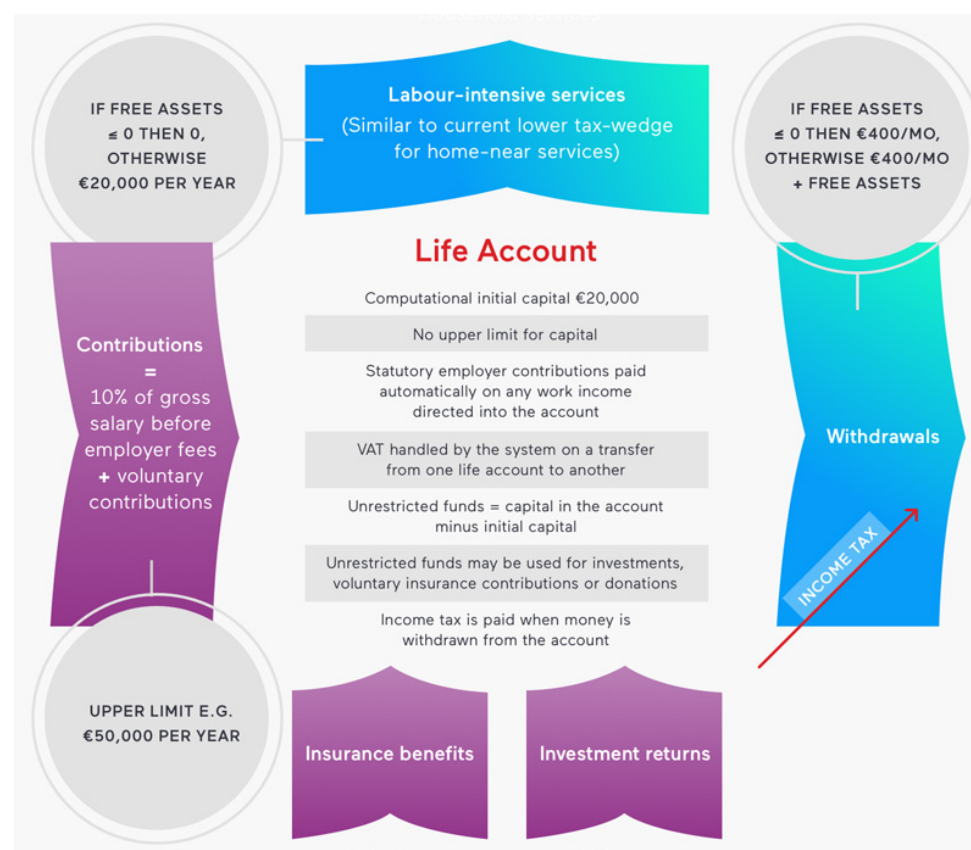 IF FREE ASSETS
≤ 0 THEN 0,
OTHERWISE
€20,000 PER YEAR
Labour-intensive services
(Similar to current lower tax-wedge
for home-near services)
IF FREE ASSETS
≤ 0 THEN €400/MO,
OTHERWISE €400/MO
+ FREE ASSETS
Contributions
=
10% of gross
salary before
employer fees
+ voluntary
contributions
Life Account
Computational initial capital €20,000
No upper limit for capital
Statutory employer contributions paid
automatically on any work income
directed into the account
VAT handled by the system on a transfer
from one life account to another
Unrestricted funds = capital in the account
minus initial capital
Unrestricted funds may be used for investments,
voluntary insurance contributions or donations
Income tax is paid when money is
withdrawn from the account
Withdrawals
INCOME TAX
UPPER LIMIT E.G.
€50,000 PER YEAR
Insurance benefits
Investment returns